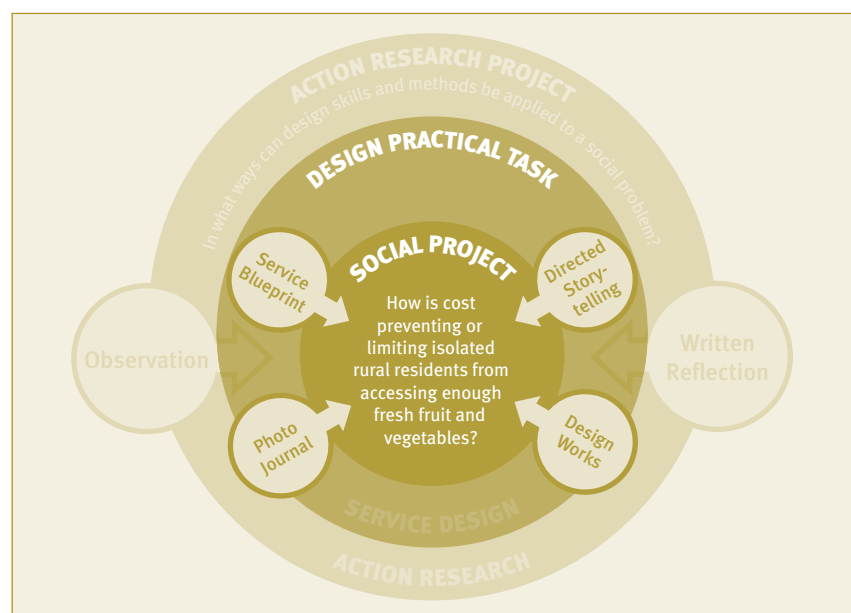 ACTION RESEARCH PROJECT
In what ways can design skills and methods be applied to a social problem?
DESIGN PRACTICAL TASK
Service
Blueprint
SOCIAL PROJECT
Directed
Story-
telling
How is cost
preventing or
limiting isolated
rural residents from
accessing enough
fresh fruit and
vegetables?
Observation
Written
Reflection
Photo
Journal
Design
Works
SERVICE DESIGN
ACTION RESEARCH